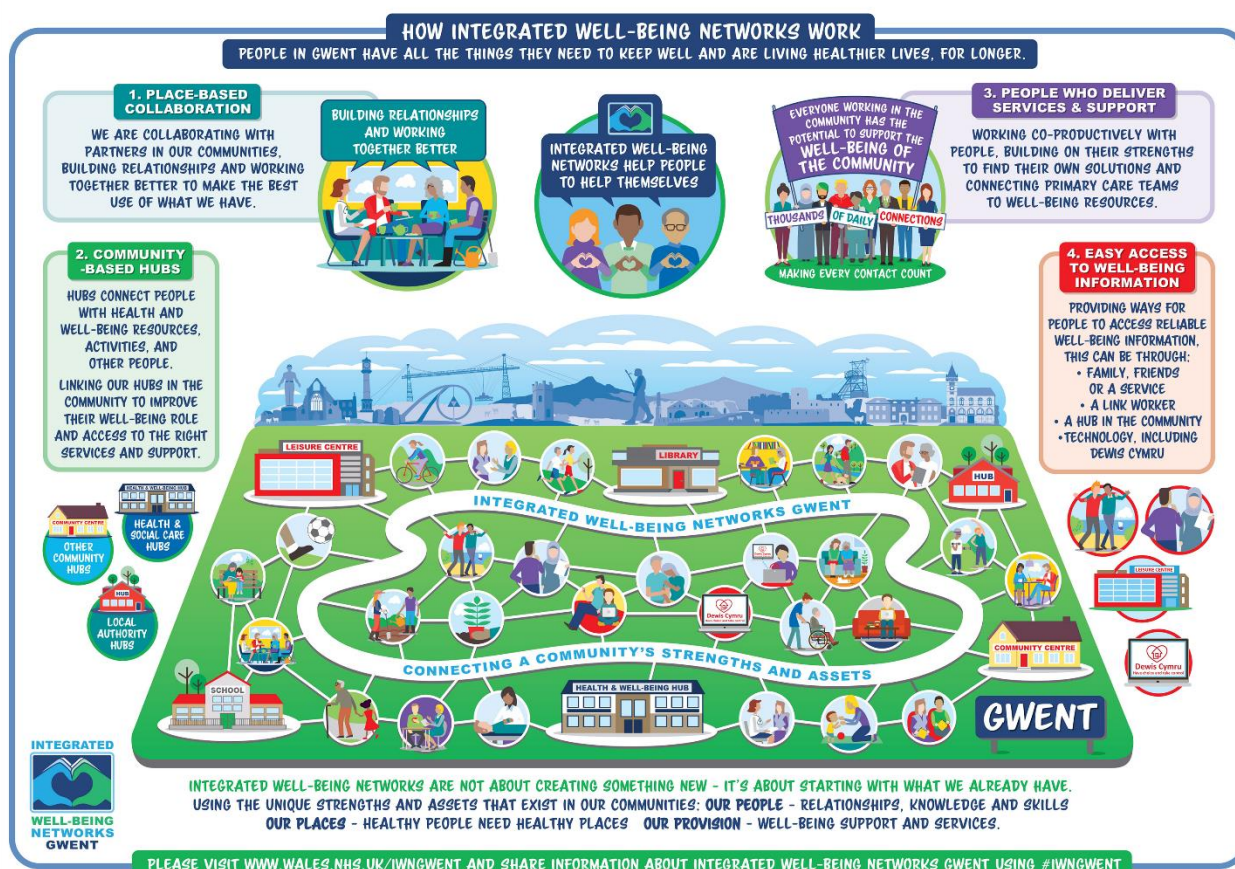 HOW INTEGRATED WELL-BEING NETWORKS WORK
PEOPLE IN GWENT HAVE ALL THE THINGS THEY NEED TO KEEP WELL AND ARE LIVING HEALTHIER LIVES, FOR LONGER.
1. PLACE-BASED
COLLABORATION
WE ARE COLLABORATING WITH
PARTNERS IN OUR COMMUNITIES,
BUILDING RELATIONSHIPS AND WORKING
TOGETHER BETTER TO MAKE THE BEST
USE OF WHAT WE HAVE.
BUILDING RELATIONSHIPS
AND WORKING
TOGETHER BETTER
INTEGRATED WELL-BEING
NETWORKS HELP PEOPLE
TO HELP THEMSELVES
EVERYONE WORKING IN THE
COMMUNITY HAS THE
POTENTIAL TO SUPPORT THE
WELL-BEING OF
THE COMMUNITY
THOUSANDS OF DAILY CONNECTIONS
MAKING EVERY CONTACT COUNT
3. PEOPLE WHO DELIVER
SERVICES & SUPPORT
WORKING CO-PRODUCTIVELY WITH
PEOPLE, BUILDING ON THEIR STRENGTHS
TO FIND THEIR OWN SOLUTIONS AND
CONNECTING PRIMARY CARE TEAMS
TO WELL-BEING RESOURCES.
2. COMMUNITY
-BASED HUBS
HUBS CONNECT PEOPLE
WITH HEALTH AND
WELL-BEING RESOURCES,
ACTIVITIES, AND
OTHER PEOPLE.
LINKING OUR HUBS IN THE
COMMUNITY TO IMPROVE
THEIR WELL-BEING ROLE
AND ACCESS TO THE RIGHT
SERVICES AND SUPPORT.
4. EASY ACCESS
TO WELL-BEING
INFORMATION
PROVIDING WAYS FOR
PEOPLE TO ACCESS RELIABLE
WELL-BEING INFORMATION,
THIS CAN BE THROUGH:
• FAMILY, FRIENDS
OR A SERVICE
• A LINK WORKER
• A HUB IN THE COMMUNITY
• TECHNOLOGY, INCLUDING
DEWIS CYMRU
HEALTH & WELL-BEING HUB
HEALTH &
SOCIAL CARE
HUBS
COMMUNITY CENTRE
OTHER
COMMUNITY
HUBS
HUB
LOCAL
AUTHORITY
HUBS
LEISURE CENTRE
LIBRARY
HUB
INTEGRATED WELL-BEING NETWORKS GWENT
Dewis Cymru
Dewis Cymru
CONNECTING A COMMUNITY'S STRENGTHS AND ASSETS
COMMUNITY CENTRE
SCHOOL
HEALTH & WELL-BEING HUB
GWENT
LEISURE CENTRE
Dewis Cymru
INTEGRATED
WELL-BEING
NETWORKS
GWENT
INTEGRATED WELL-BEING NETWORKS ARE NOT ABOUT CREATING SOMETHING NEW - IT'S ABOUT STARTING WITH WHAT WE ALREADY HAVE.
USING THE UNIQUE STRENGTHS AND ASSETS THAT EXIST IN OUR COMMUNITIES: OUR PEOPLE - RELATIONSHIPS, KNOWLEDGE AND SKILLS
OUR PLACES - HEALTHY PEOPLE NEED HEALTHY PLACES OUR PROVISION - WELL-BEING SUPPORT AND SERVICES.
PLEASE VISIT WWW.WALES.NHS.UK/IWNGWENT AND SHARE INFORMATION ABOUT INTEGRATED WELL-BEING NETWORKS GWENT USING #IWNGWENT